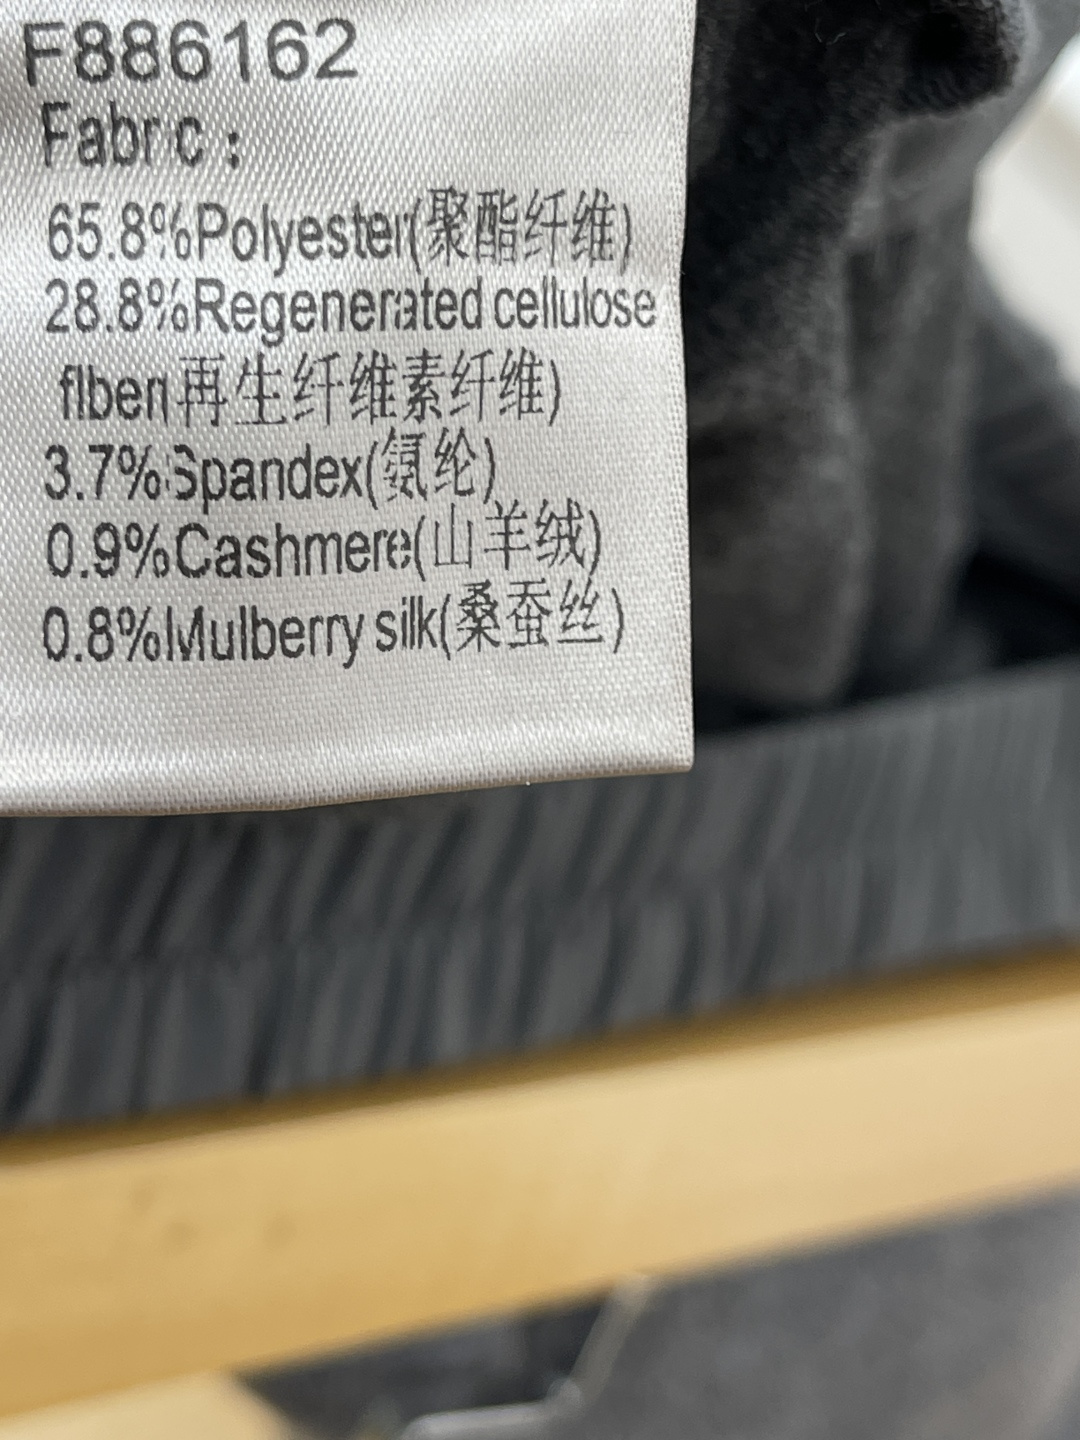 F886162
Fabric：
65.8%Polyester(聚酯纤维)
28.8%Regenerated cellulose
fiber(再生纤维素纤维)
3.7%Spandex(氨纶)
0.9%Cashmere(山羊绒)
0.8%Mulberry silk(桑蚕丝)